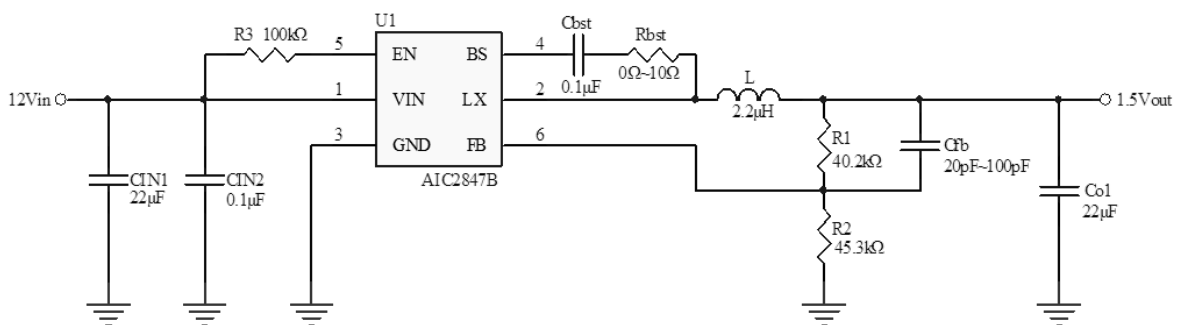 U1
Cbst
Rbst
R3 100kΩ
5
EN
BS
4
0Ω~10Ω
0.1µF
L
12Vin
1
VIN
LX
2
2.2µH
1.5Vout
3
GND
FB
6
R1
40.2kΩ
Cfb
20pF~100pF
AIC2847B
CIN1
22µF
CIN2
0.1µF
Co1
22µF
R2
45.3kΩ